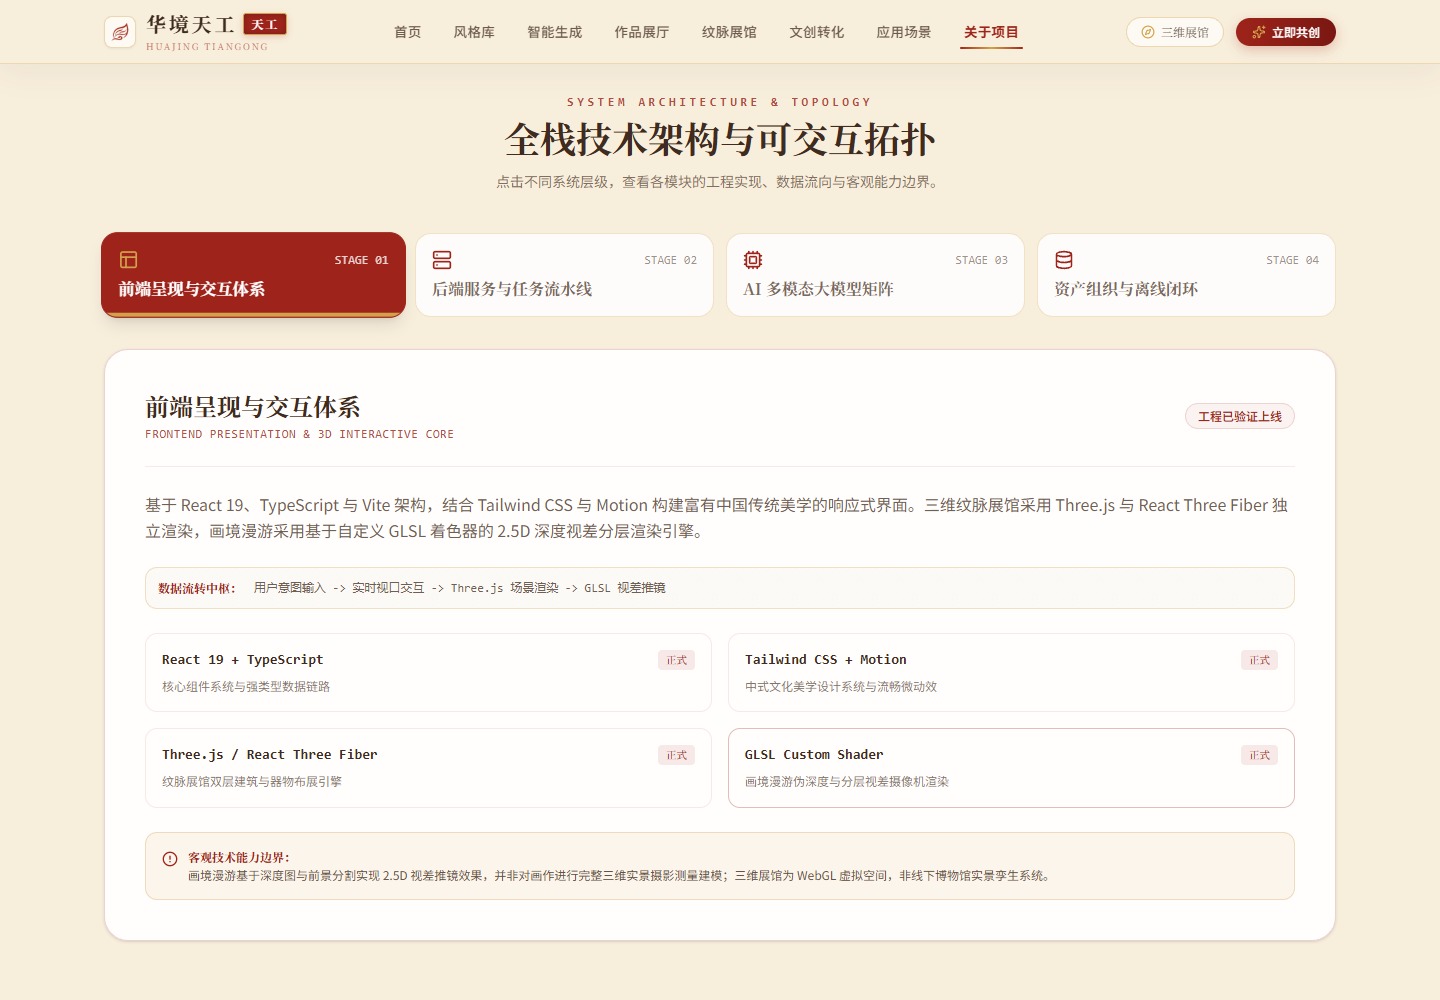 华境天工 天工
HUAJING TIANGONG
首页 风格库 智能生成 作品展厅 纹脉展馆 文创转化 应用场景 关于项目
三维展馆 立即共创
SYSTEM ARCHITECTURE & TOPOLOGY
全栈技术架构与可交互拓扑
点击不同系统层级，查看各模块的工程实现、数据流向与客观能力边界。
STAGE 01
前端呈现与交互体系
STAGE 02
后端服务与任务流水线
STAGE 03
AI 多模态大模型矩阵
STAGE 04
资产组织与离线闭环
前端呈现与交互体系
FRONTEND PRESENTATION & 3D INTERACTIVE CORE
工程已验证上线
基于 React 19、TypeScript 与 Vite 架构，结合 Tailwind CSS 与 Motion 构建富有中国传统美学的响应式界面。三维纹脉展馆采用 Three.js 与 React Three Fiber 独
立渲染，画境漫游采用基于自定义 GLSL 着色器的 2.5D 深度视差分层渲染引擎。
数据流转中枢： 用户意图输入 -> 实时视口交互 -> Three.js 场景渲染 -> GLSL 视差推镜
React 19 + TypeScript 正式
核心组件系统与强类型数据链路
Tailwind CSS + Motion 正式
中式文化美学设计系统与流畅微动效
Three.js / React Three Fiber 正式
纹脉展馆双层建筑与器物布展引擎
GLSL Custom Shader 正式
画境漫游伪深度与分层视差摄像机渲染
客观技术能力边界：
画境漫游基于深度图与前景分割实现 2.5D 视差推镜效果，并非对画作进行完整三维实景摄影测量建模；三维展馆为 WebGL 虚拟空间，非线下博物馆实景孪生系统。